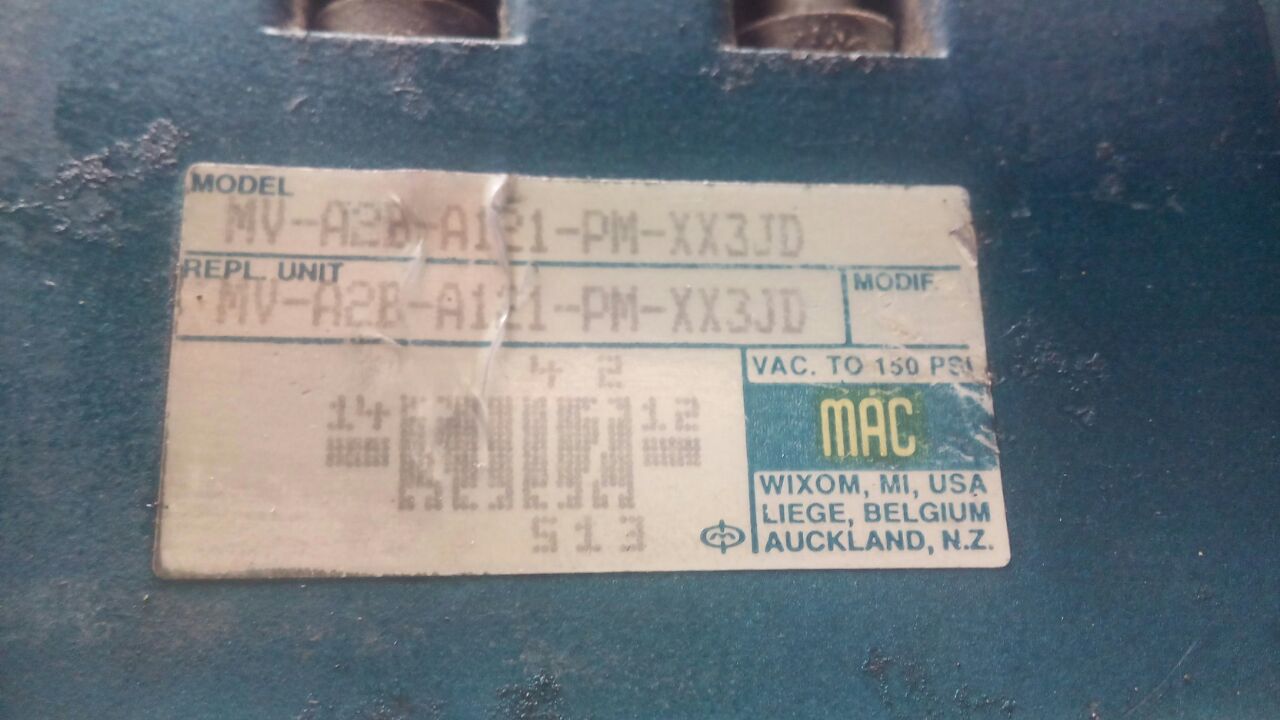 MODEL
MV-A2B-A121-PM-XX3JD
REPL. UNIT
MODIF.
MV-A2B-A121-PM-XX3JD
4 2
VAC. TO 150 PSI
14
12
MAC
WIXOM, MI, USA
LIEGE, BELGIUM
5 1 3
AUCKLAND, N.Z.